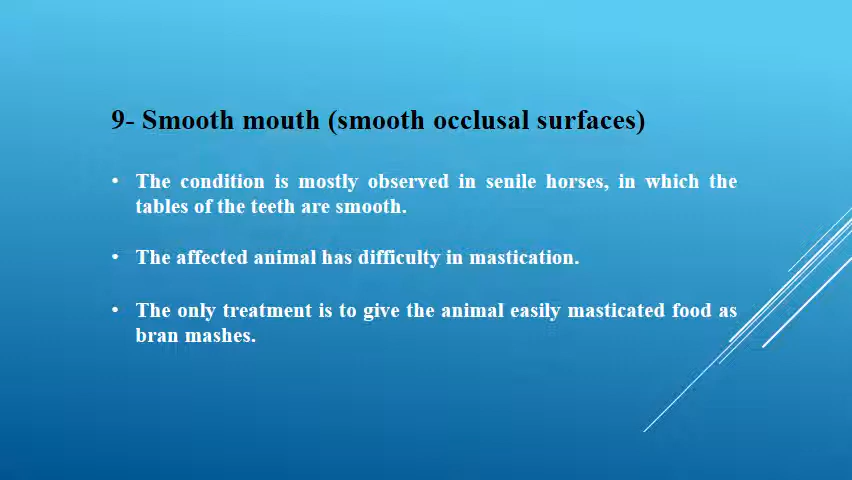 9- Smooth mouth (smooth occlusal surfaces)
• The condition is mostly observed in senile horses, in which the
tables of the teeth are smooth.
• The affected animal has difficulty in mastication.
• The only treatment is to give the animal easily masticated food as
bran mashes.